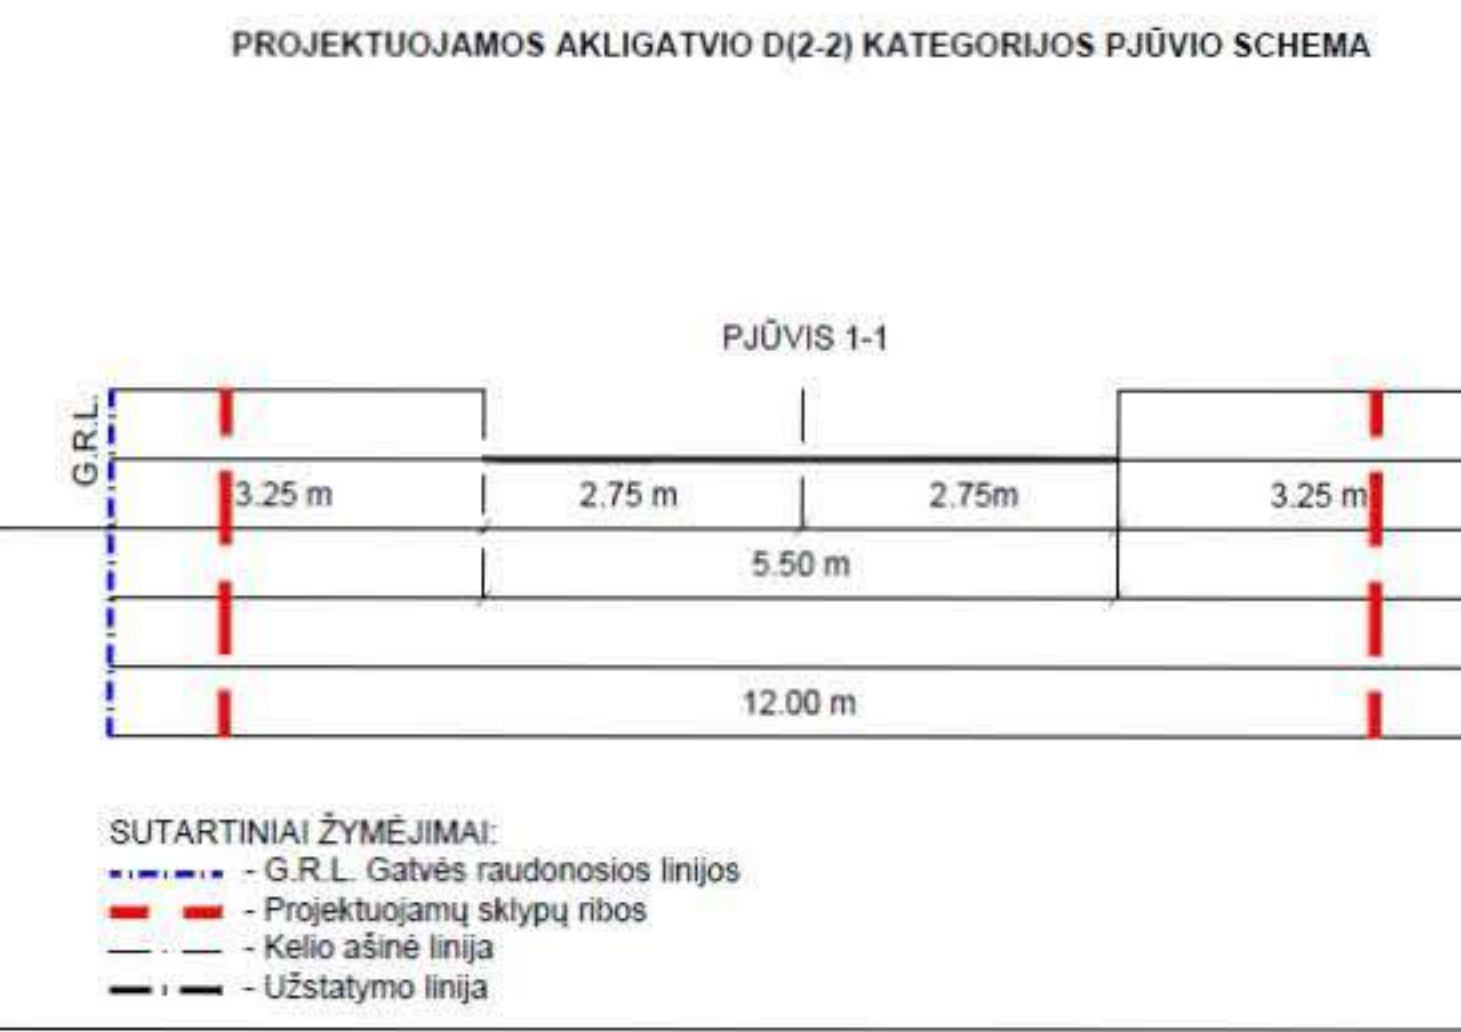 PROJEKTUOJAMOS AKLIGATVIO D(2-2) KATEGORIJOS PJŪVIO SCHEMA
PJŪVIS 1-1
G.R.L.
3.25 m
2.75 m
2.75m
3.25 m
5.50 m
12.00 m
SUTARTINIAI ŽYMĖJIMAI:
- G.R.L. Gatvės raudonosios linijos
- Projektuojamų sklypų ribos
- Kelio ašinė linija
- Užstatymo linija